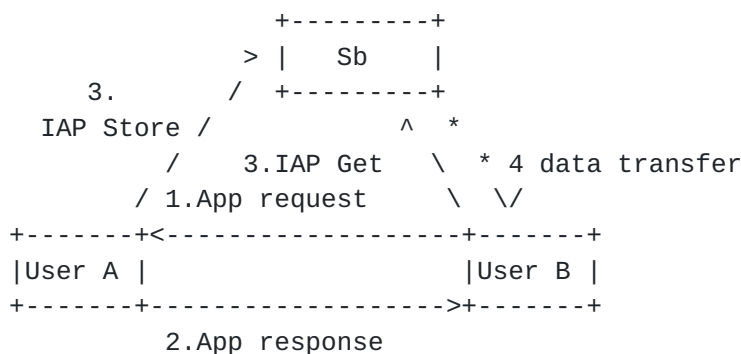 +---------+
               > |   Sb    |
     3.       /  +---------+
  IAP Store /            ^  *
          /    3.IAP Get   \  * 4 data transfer
        / 1.App request     \  \/
+-------+<-------------------+-------+
|User A |                    |User B |
+-------+------------------->+-------+
          2.App response